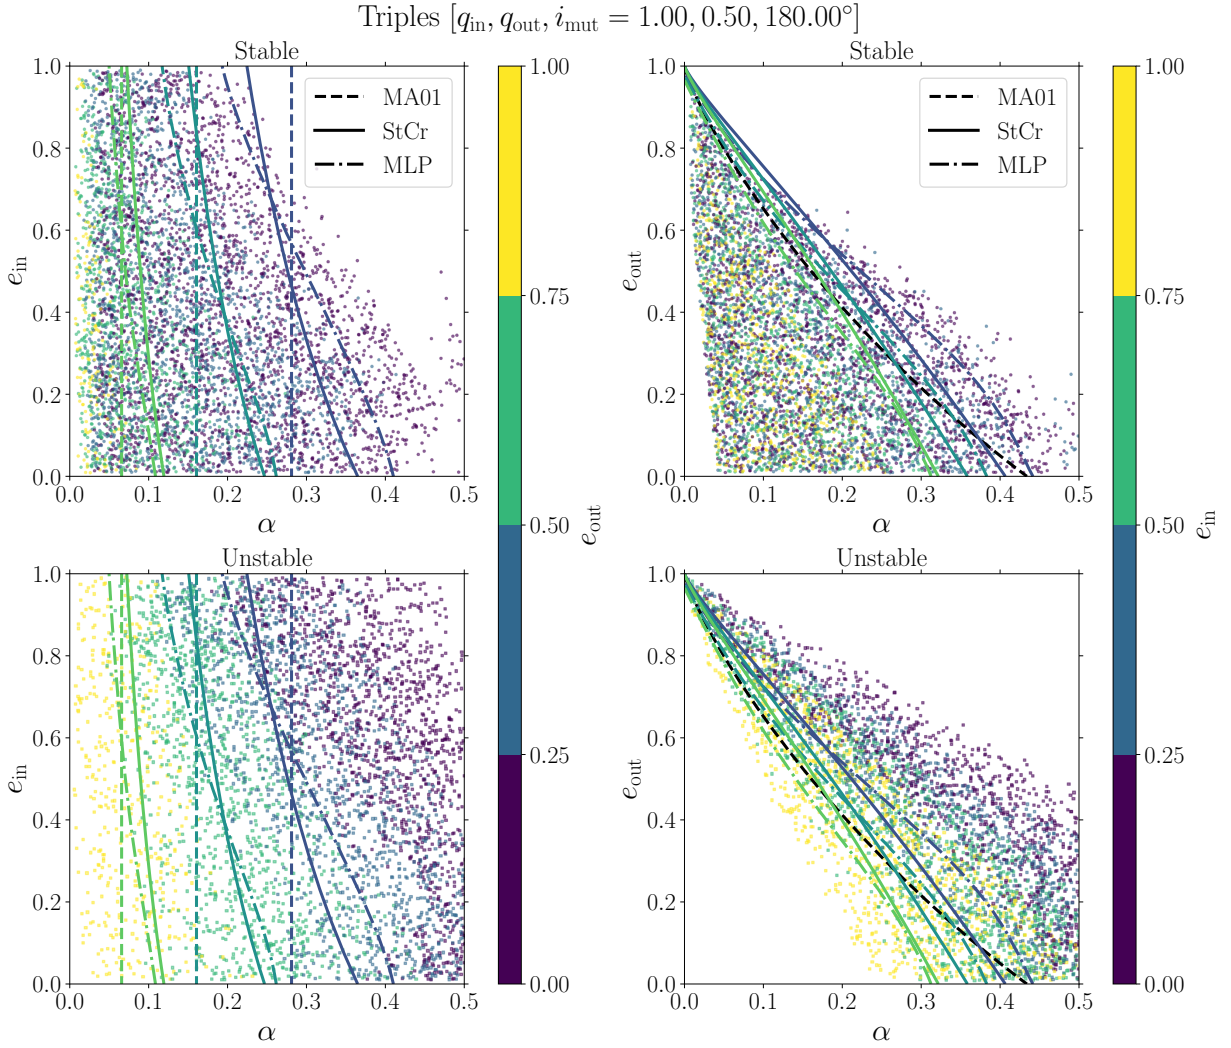 Triples [q_in, q_out, i_mut = 1.00, 0.50, 180.00°]
Stable
1.0
0.8
0.6
0.4
0.2
0.0
e_in
0.0 0.1 0.2 0.3 0.4 0.5
α
MA01
StCr
MLP
1.00
0.75
0.50
0.25
0.00
e_out
Stable
1.0
0.8
0.6
0.4
0.2
0.0
e_out
0.0 0.1 0.2 0.3 0.4 0.5
α
MA01
StCr
MLP
1.00
0.75
0.50
0.25
0.00
e_in
Unstable
1.0
0.8
0.6
0.4
0.2
0.0
e_in
0.0 0.1 0.2 0.3 0.4 0.5
α
Unstable
1.0
0.8
0.6
0.4
0.2
0.0
e_out
0.0 0.1 0.2 0.3 0.4 0.5
α